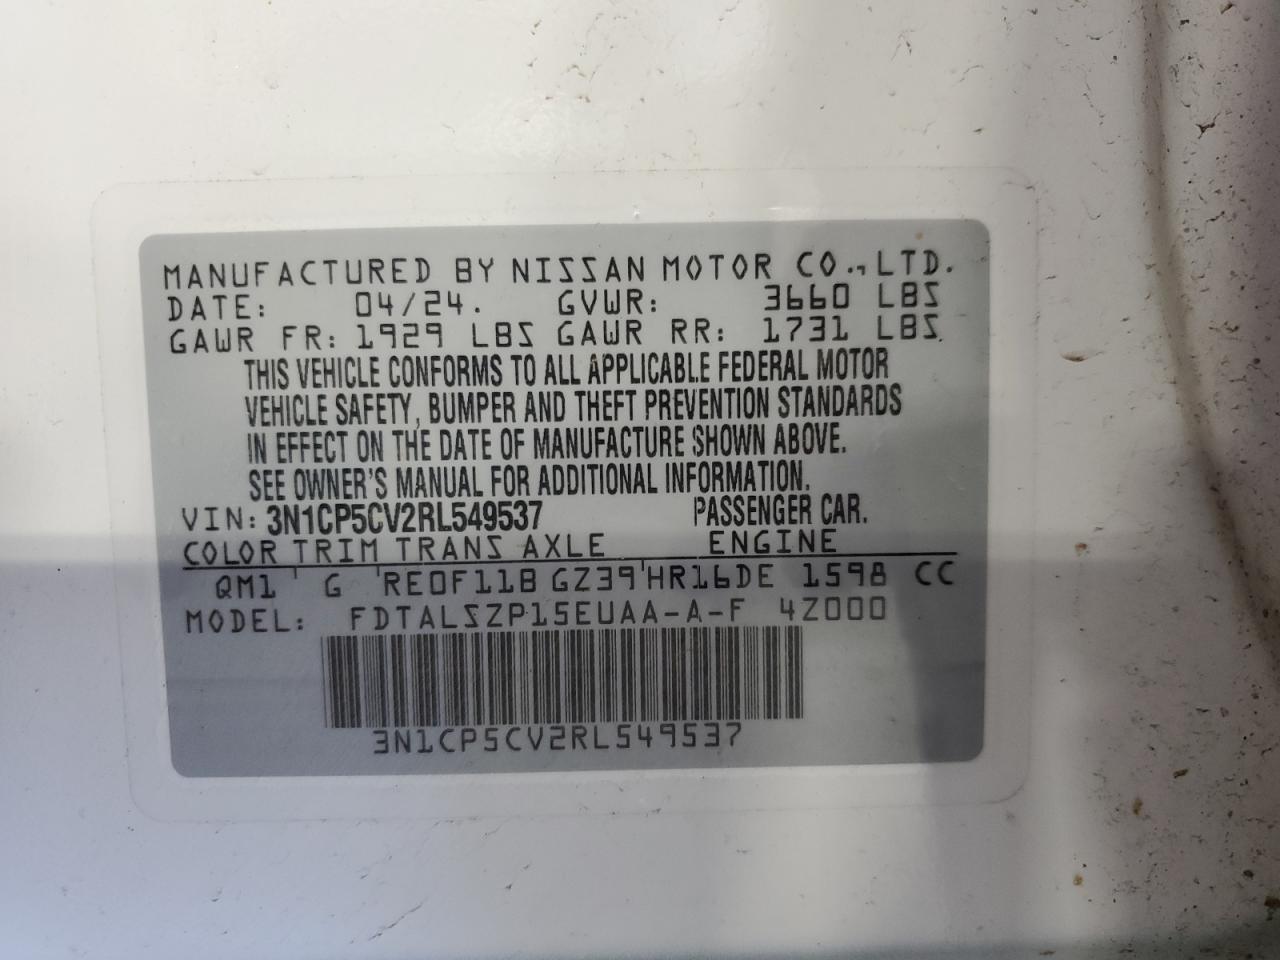 MANUFACTURED BY NISSAN MOTOR CO., LTD.
DATE: 04/24. GVWR: 3660 LBS
GAWR FR: 1929 LBS GAWR RR: 1731 LBS
THIS VEHICLE CONFORMS TO ALL APPLICABLE FEDERAL MOTOR
VEHICLE SAFETY, BUMPER AND THEFT PREVENTION STANDARDS
IN EFFECT ON THE DATE OF MANUFACTURE SHOWN ABOVE.
SEE OWNER'S MANUAL FOR ADDITIONAL INFORMATION.
VIN: 3N1CP5CV2RL549537 PASSENGER CAR.
COLOR TRIM TRANS AXLE ENGINE
QM1 G RE0F11B GZ39 HR16DE 1598 CC
MODEL: FDTALSZP15EUAA-A-F 4Z000
3N1CP5CV2RL549537